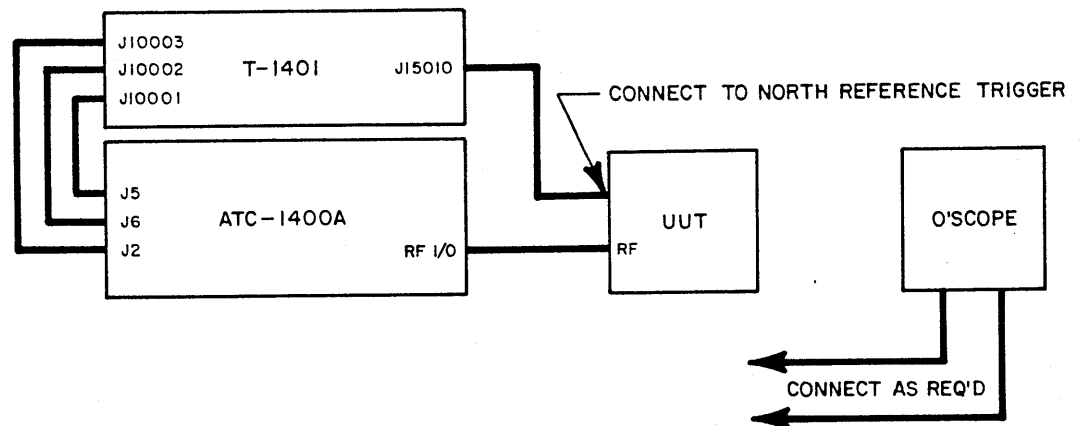 J10003
J10002
J10001
T-1401
J15010
CONNECT TO NORTH REFERENCE TRIGGER
J5
J6
J2
ATC-1400A
RF I/O
UUT
RF
O'SCOPE
CONNECT AS REQ'D